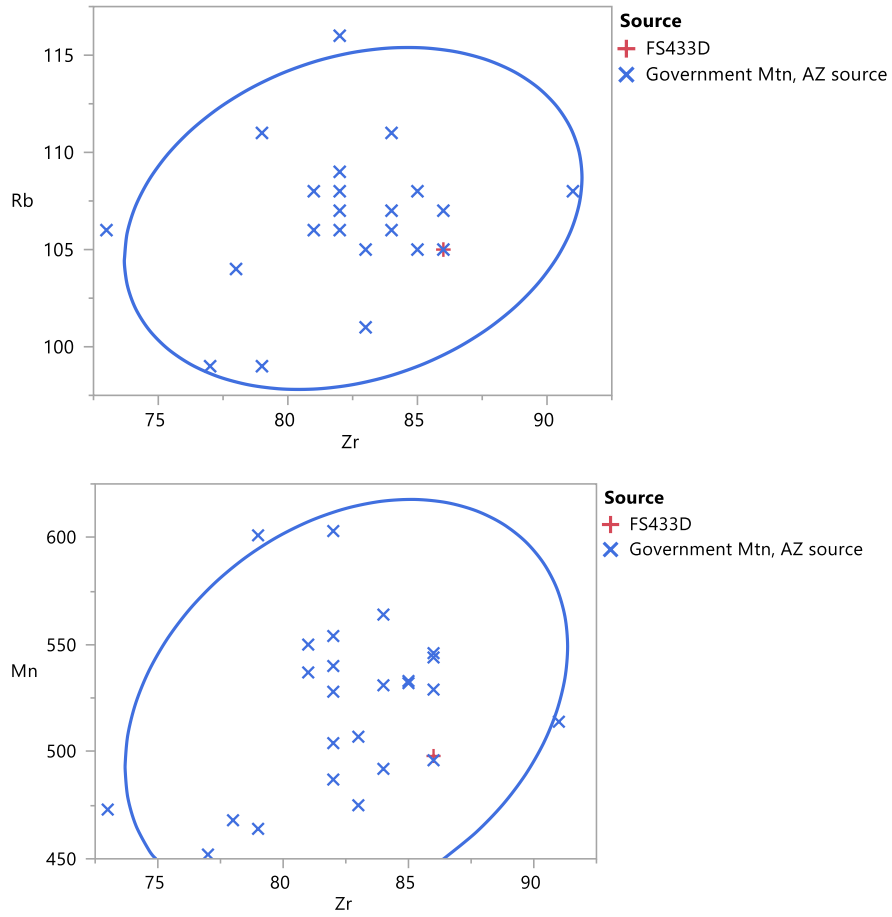 Source
FS433D
Government Mtn, AZ source
115
110
Rb
105
100
75 80 85 90
Zr
Source
FS433D
Government Mtn, AZ source
600
550
Mn
500
450
75 80 85 90
Zr